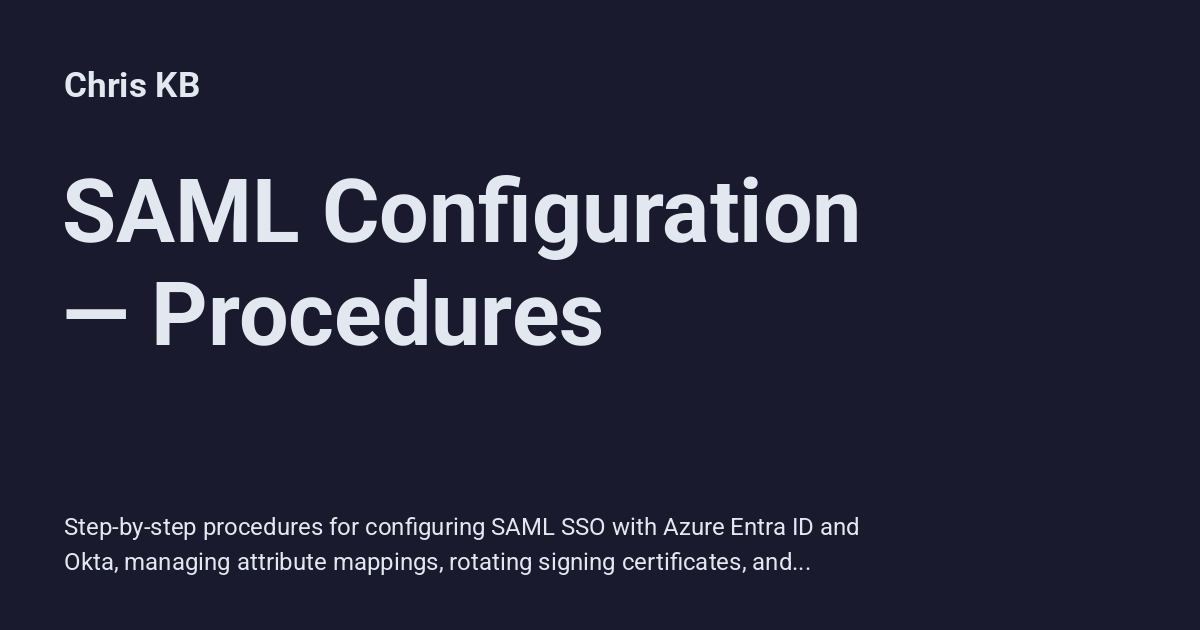 Chris KB
SAML Configuration
— Procedures
Step-by-step procedures for configuring SAML SSO with Azure Entra ID and
Okta, managing attribute mappings, rotating signing certificates, and...